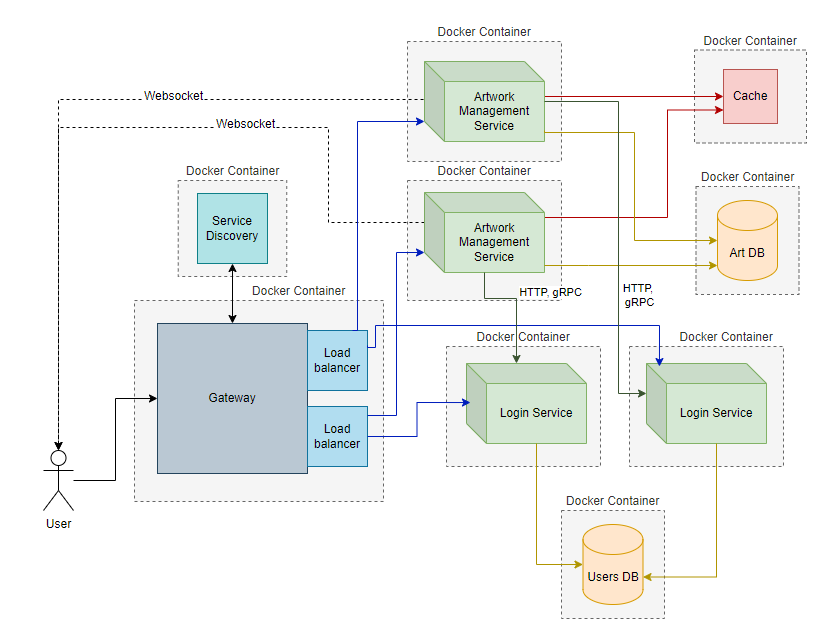 Docker Container
Artwork
Management
Service
Docker Container
Cache
Websocket
Websocket
Docker Container
Service
Discovery
Docker Container
Artwork
Management
Service
Docker Container
Art DB
HTTP, gRPC
HTTP,
gRPC
Docker Container
Gateway
Load
balancer
Load
balancer
Docker Container
Login Service
Docker Container
Login Service
User
Docker Container
Users DB